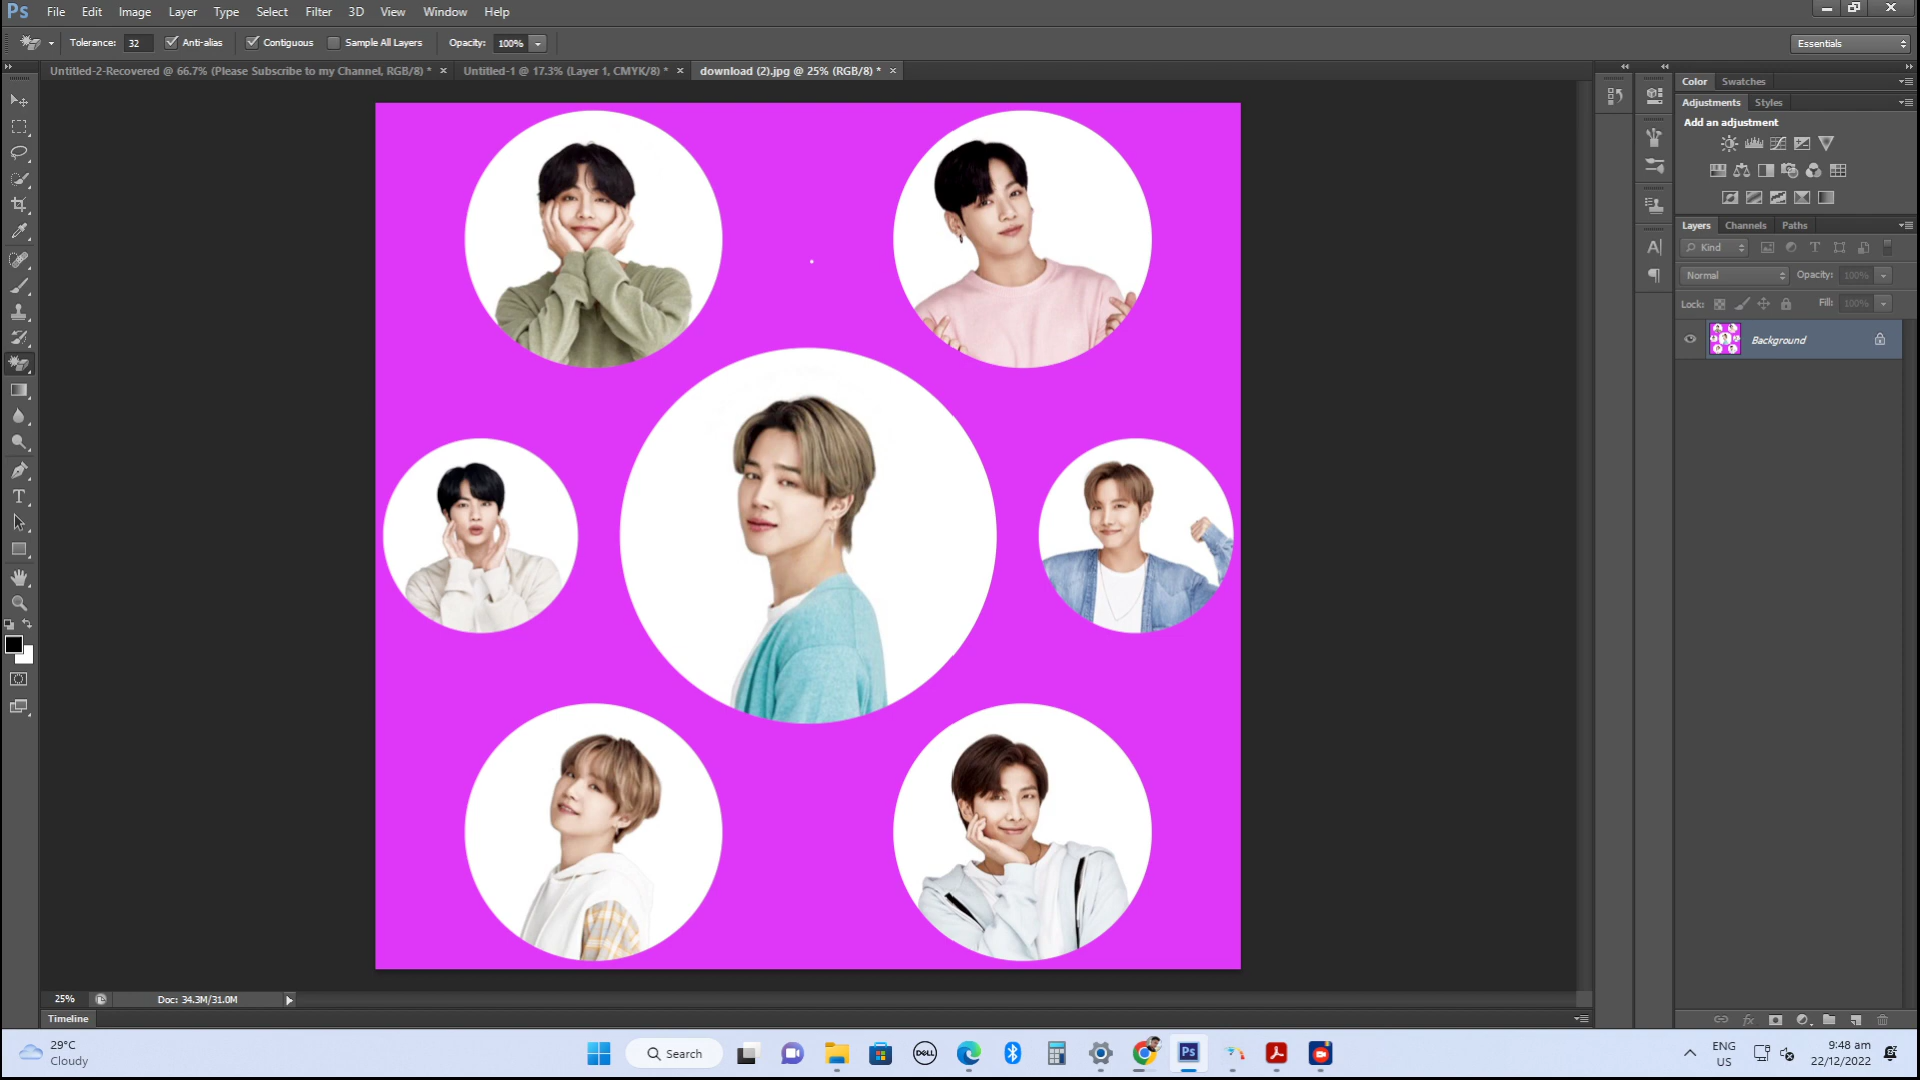 Ps File Edit Image Layer Type Select Filter 3D View Window Help
Tolerance: 32 Anti-alias Contiguous Sample All Layers Opacity: 100% Essentials
Untitled-2-Recovered @ 66.7% (Please Subscribe to my Channel, RGB/8) * × Untitled-1 @ 17.3% (Layer 1, CMYK/8) * × download (2).jpg @ 25% (RGB/8) * ×
Color Swatches
Adjustments Styles
Add an adjustment
Layers Channels Paths
Kind
Normal Opacity: 100%
Lock: Fill: 100%
Background
25% Doc: 34.3M/31.0M
Timeline
29°C
Cloudy
Search
DELL
Ps
ENG
US
9:48 am
22/12/2022